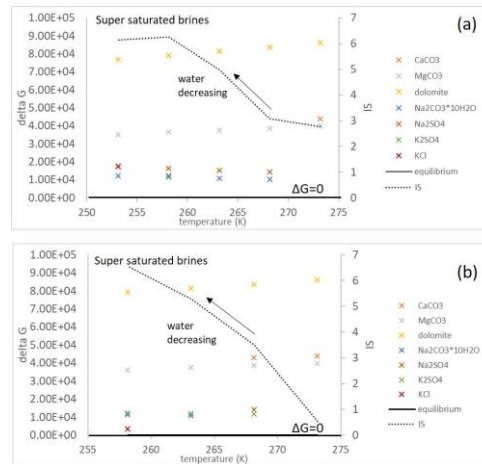 (a)
Super saturated brines
1.00E+05
9.00E+04
8.00E+04
7.00E+04
6.00E+04
5.00E+04
4.00E+04
3.00E+04
2.00E+04
1.00E+04
0.00E+00
delta G
water
decreasing
ΔG=0
7
6
5
4
3
2
1
0
IS
250 255 260 265 270 275
temperature (K)
CaCO3
MgCO3
dolomite
Na2CO3*10H2O
Na2SO4
K2SO4
KCl
equilibrium
IS
(b)
Super saturated brines
1.00E+05
9.00E+04
8.00E+04
7.00E+04
6.00E+04
5.00E+04
4.00E+04
3.00E+04
2.00E+04
1.00E+04
0.00E+00
delta G
water
decreasing
ΔG=0
7
6
5
4
3
2
1
0
IS
255 260 265 270 275
temperature (K)
CaCO3
MgCO3
dolomite
Na2CO3*10H2O
Na2SO4
K2SO4
KCl
equilibrium
IS